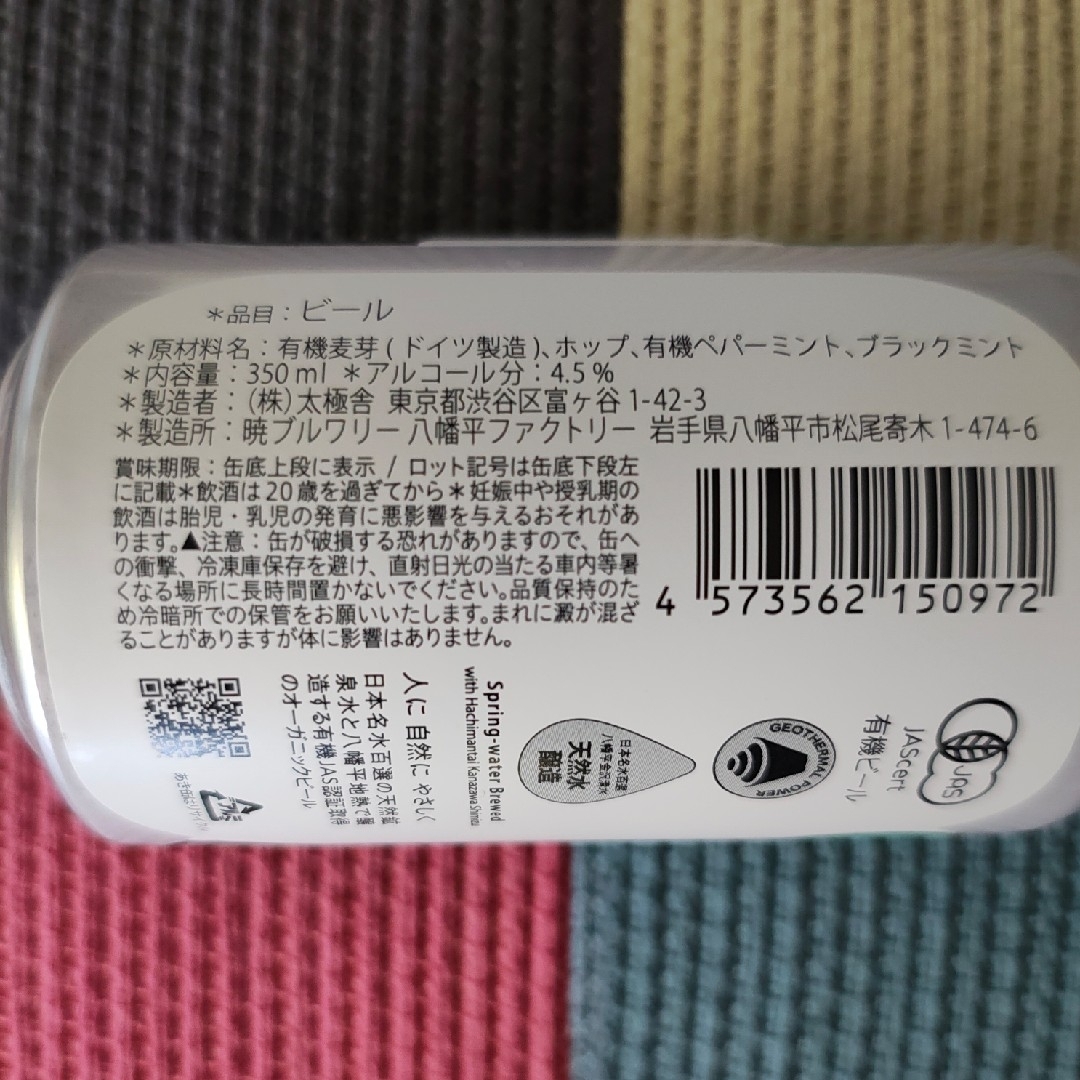 ＊品目：ビール
＊原材料名：有機麦芽(ドイツ製造)、ホップ、有機ペパーミント、ブラックミント
＊内容量：350ml ＊アルコール分：4.5%
＊製造者：(株)太極舎 東京都渋谷区富ヶ谷1-42-3
＊製造所：暁ブルワリー八幡平ファクトリー 岩手県八幡平市松尾寄木1-474-6
賞味期限：缶底上段に表示 / ロット記号は缶底下段左
に記載＊飲酒は20歳を過ぎてから＊妊娠中や授乳期の
飲酒は胎児・乳児の発育に悪影響を与えるおそれがあ
ります。▲注意：缶が破損する恐れがありますので、缶へ
の衝撃、冷凍庫保存を避け、直射日光の当たる車内等暑
くなる場所に長時間置かないでください。品質保持のた
め冷暗所での保管をお願いいたします。まれに澱が混ざ
ることがありますが体に影響はありません。
4 573562 150972
JAS
JAScert
有機ビール
GEOTHERMAL POWER
日本名水百選
八幡平金沢清水
天然水
醸造
Spring-water Brewed
with Hachimantai Kanazawa Shimizu
人に 自然に やさしく
日本名水百選の天然
泉水と八幡平地熱で醸
造する有機JAS認証取得
のオーガニックビール